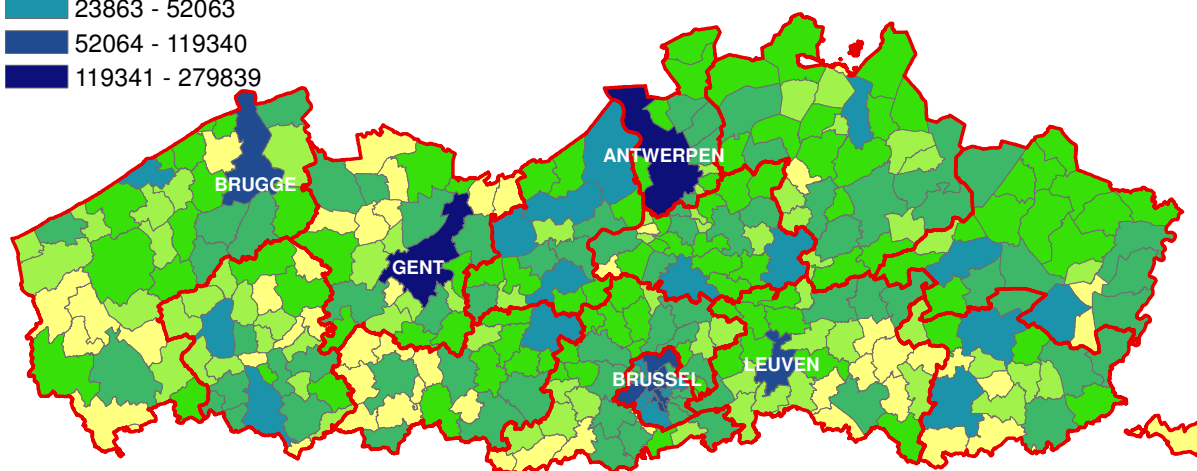 23863 - 52063
52064 - 119340
119341 - 279839
ANTWERPEN
BRUGGE
GENT
LEUVEN
BRUSSEL